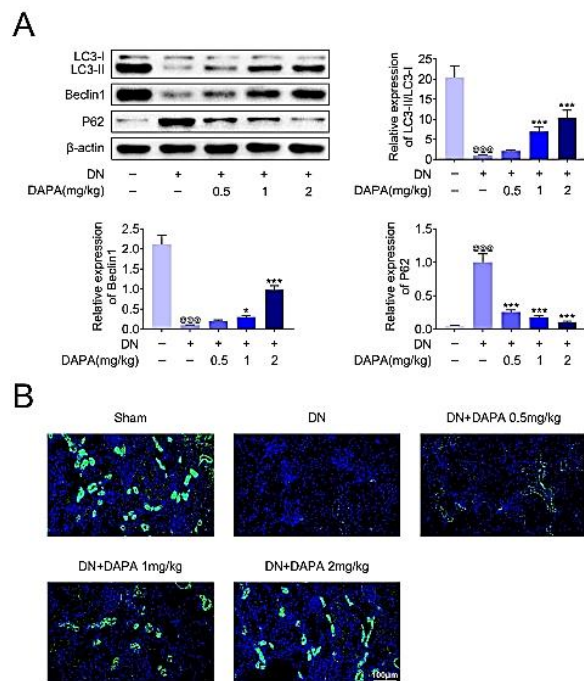 A
LC3-I
LC3-II
Beclin1
P62
β-actin
DN – + + + +
DAPA(mg/kg) – – 0.5 1 2
Relative expression
of LC3-II/LC3-I
25
20
15
10
5
0
@@@
***
***
DN – + + + +
DAPA(mg/kg) – – 0.5 1 2
Relative expression
of Beclin1
2.5
2.0
1.5
1.0
0.5
0.0
@@@
*
***
DN – + + + +
DAPA(mg/kg) – – 0.5 1 2
Relative expression
of P62
1.5
1.0
0.5
0.0
@@@
***
***
***
DN – + + + +
DAPA(mg/kg) – – 0.5 1 2
B
Sham
DN
DN+DAPA 0.5mg/kg
DN+DAPA 1mg/kg
DN+DAPA 2mg/kg
100μm